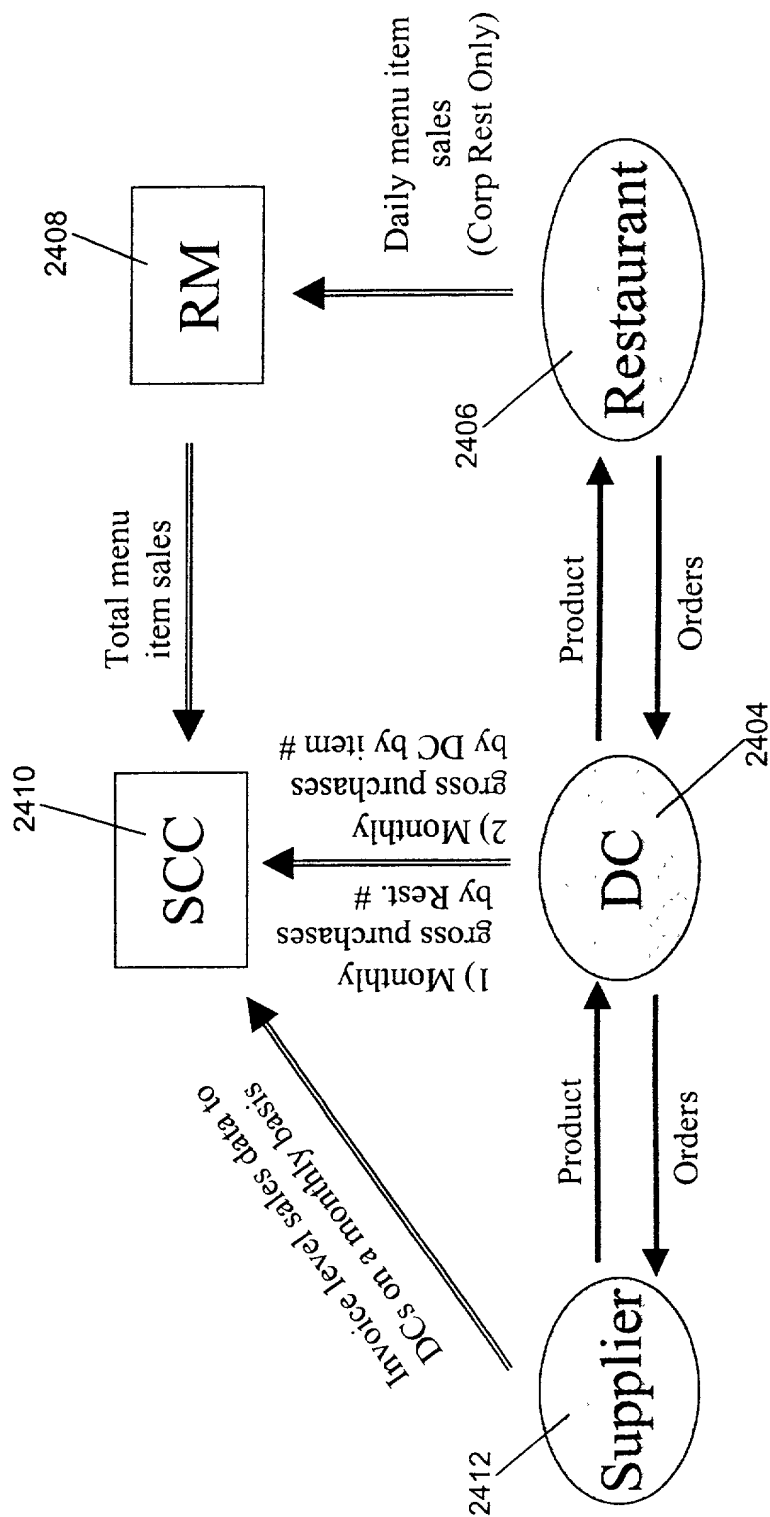 2410
SCC
2408
RM
Total menu
item sales
Invoice level sales data to
DCs on a monthly basis
1) Monthly
gross purchases
by Rest. #
2) Monthly
gross purchases
by DC by item #
Daily menu item
sales
(Corp Rest Only)
2412
Supplier
Product
Orders
DC
2404
Product
Orders
2406
Restaurant